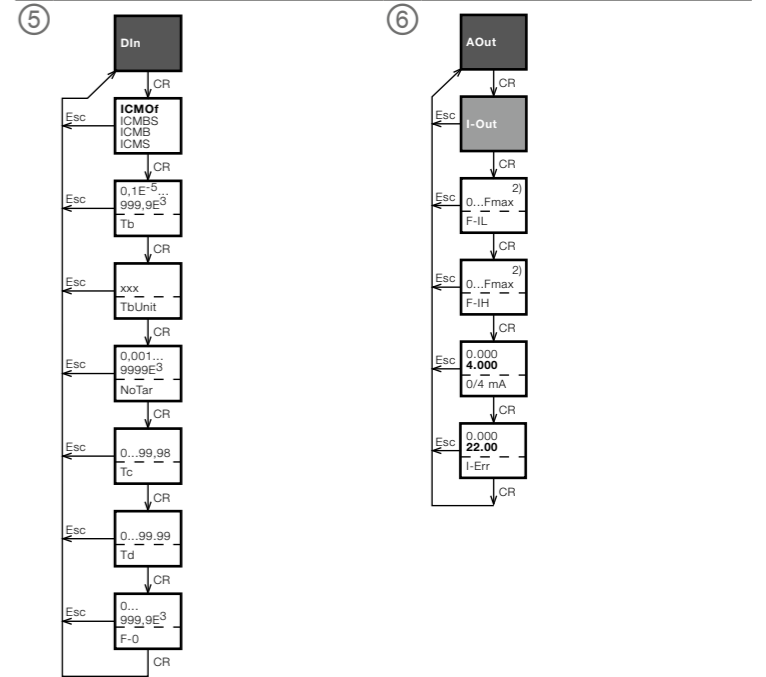 ⑤
DIn
CR
ICMOf
ICMBS
ICMB
ICMS
Esc
CR
0,1E-5...
999,9E3
Tb
Esc
CR
xxx
TbUnit
Esc
CR
0,001...
9999E3
NoTar
Esc
CR
0...99,98
Tc
Esc
CR
0...99.99
Td
Esc
CR
0...
999,9E3
F-0
Esc
CR
⑥
AOut
CR
I-Out
Esc
CR
2)
0...Fmax
F-IL
Esc
CR
2)
0...Fmax
F-IH
Esc
CR
0.000
4.000
0/4 mA
Esc
CR
0.000
22.00
I-Err
Esc
CR